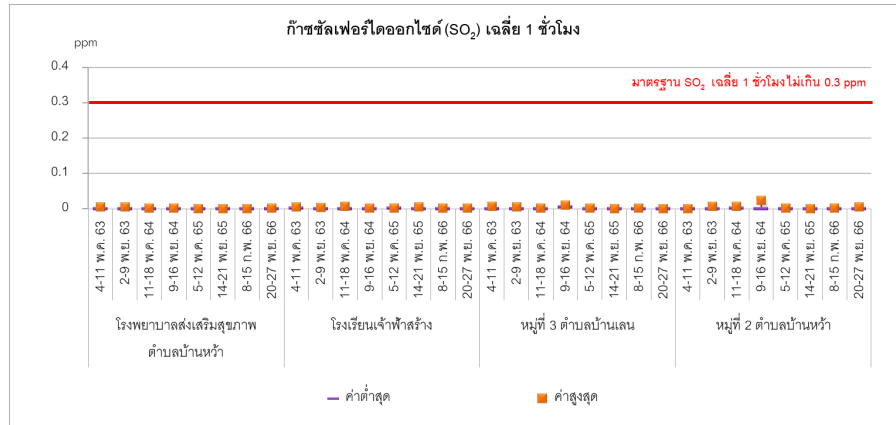 ก๊าซซัลเฟอร์ไดออกไซด์ (SO₂) เฉลี่ย 1 ชั่วโมง
ppm
มาตรฐาน SO₂ เฉลี่ย 1 ชั่วโมงไม่เกิน 0.3 ppm
0.4
0.3
0.2
0.1
0
4-11 พ.ค. 63
2-9 พ.ย. 63
11-18 พ.ค. 64
9-16 พ.ย. 64
5-12 พ.ค. 65
14-21 พ.ย. 65
8-15 ก.พ. 66
20-27 พ.ย. 66
4-11 พ.ค. 63
2-9 พ.ย. 63
11-18 พ.ค. 64
9-16 พ.ย. 64
5-12 พ.ค. 65
14-21 พ.ย. 65
8-15 ก.พ. 66
20-27 พ.ย. 66
4-11 พ.ค. 63
2-9 พ.ย. 63
11-18 พ.ค. 64
9-16 พ.ย. 64
5-12 พ.ค. 65
14-21 พ.ย. 65
8-15 ก.พ. 66
20-27 พ.ย. 66
4-11 พ.ค. 63
2-9 พ.ย. 63
11-18 พ.ค. 64
9-16 พ.ย. 64
5-12 พ.ค. 65
14-21 พ.ย. 65
8-15 ก.พ. 66
20-27 พ.ย. 66
โรงพยาบาลส่งเสริมสุขภาพ
ตำบลบ้านหว้า
โรงเรียนเจ้าฟ้าสร้าง
หมู่ที่ 3 ตำบลบ้านเลน
หมู่ที่ 2 ตำบลบ้านหว้า
ค่าต่ำสุด
ค่าสูงสุด